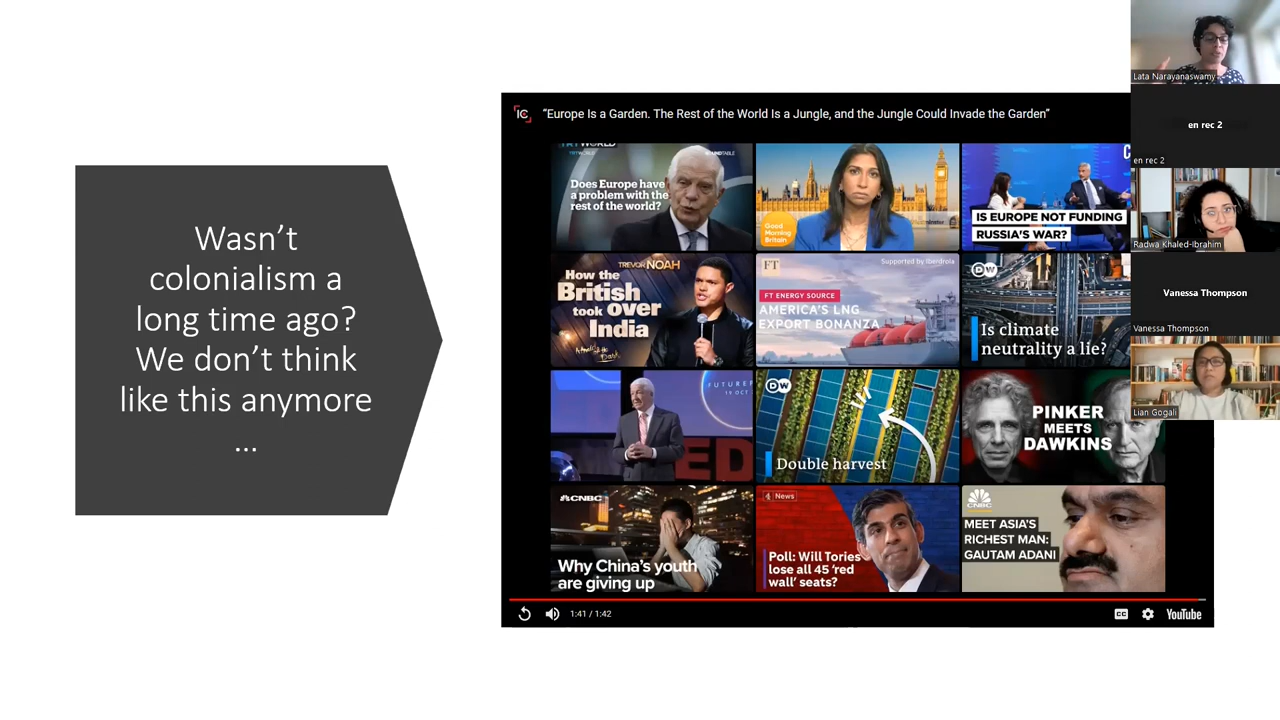 Wasn't
colonialism a
long time ago?
We don't think
like this anymore
...
"Europe Is a Garden. The Rest of the World Is a Jungle, and the Jungle Could Invade the Garden"
Does Europe have
a problem with the
rest of the world?
Good
Morning
Britain
IS EUROPE NOT FUNDING
RUSSIA'S WAR?
TREVOR NOAH
How the
British
took over
India
Afraid of the Dark
FT
Supported by Iberdrola
FT ENERGY SOURCE
AMERICA'S LNG
EXPORT BONANZA
DW
Is climate
neutrality a lie?
DW
Double harvest
PINKER
MEETS
DAWKINS
CNBC
Why China's youth
are giving up
4 News
Poll: Will Tories
lose all 45 'red
wall' seats?
CNBC
MEET ASIA'S
RICHEST MAN:
GAUTAM ADANI
1:41 / 1:42
CC
YouTube
Lata Narayanaswamy
en rec 2
en rec 2
Radwa Khaled-Ibrahim
Vanessa Thompson
Vanessa Thompson
Lian Gogali